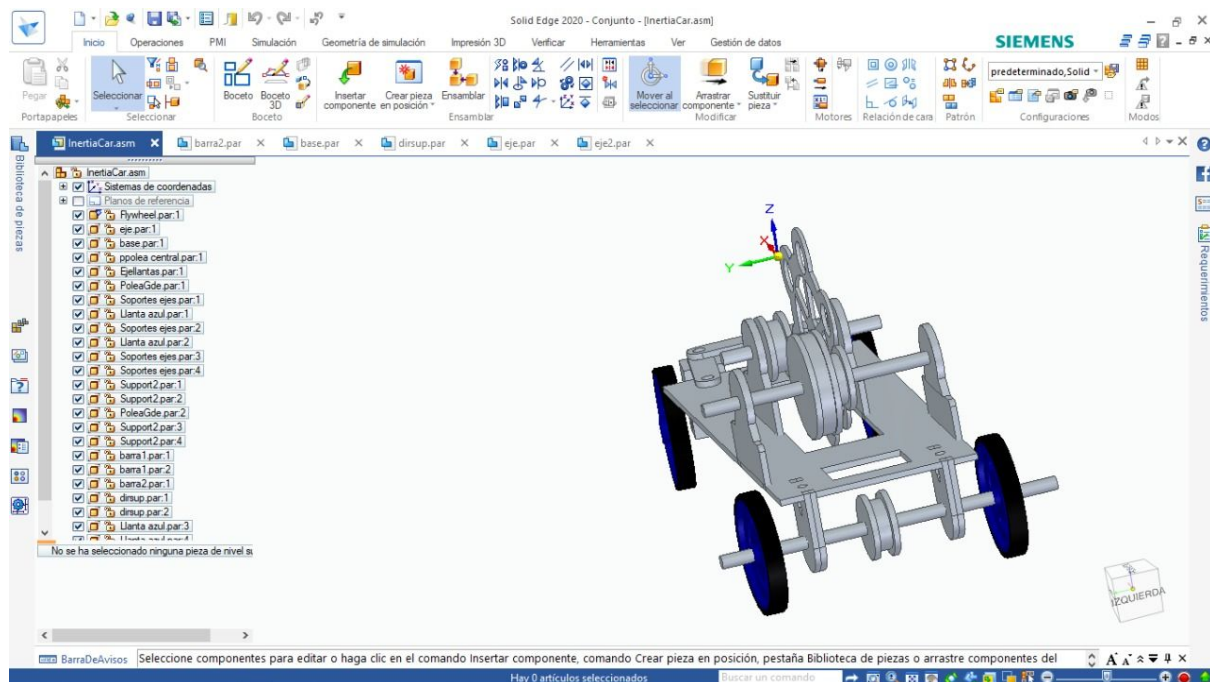 Solid Edge 2020 - Conjunto - [InertiaCar.asm]
Inicio Operaciones PMI Simulación Geometría de simulación Impresión 3D Verificar Herramientas Ver Gestión de datos SIEMENS
Pegar Seleccionar Boceto Boceto 3D Insertar componente Crear pieza en posición Ensamblar Mover al seleccionar Arrastrar componente Sustituir pieza predeterminado,Solid
Portapapeles Seleccionar Boceto Ensamblar Modificar Motores Relación de cara Patrón Configuraciones Modos
InertiaCar.asm barra2.par base.par dirsup.par eje.par eje2.par
Biblioteca de piezas
InertiaCar.asm
Sistemas de coordenadas
Planos de referencia
Flywheel.par:1
eje.par:1
base.par:1
ppolea central.par:1
Ejellantas.par:1
PoleaGde.par:1
Soportes ejes.par:1
Llanta azul.par:1
Soportes ejes.par:2
Llanta azul.par:2
Soportes ejes.par:3
Soportes ejes.par:4
Support2.par:1
Support2.par:2
PoleaGde.par:2
Support2.par:3
Support2.par:4
barra1.par:1
barra1.par:2
barra2.par:1
dirsup.par:1
dirsup.par:2
Llanta azul.par:3
Llanta azul.par:4
No se ha seleccionado ninguna pieza de nivel su
Z
X
Y
Requerimientos
IZQUIERDA
BarraDeAvisos Seleccione componentes para editar o haga clic en el comando Insertar componente, comando Crear pieza en posición, pestaña Biblioteca de piezas o arrastre componentes del
Hay 0 artículos seleccionados Buscar un comando